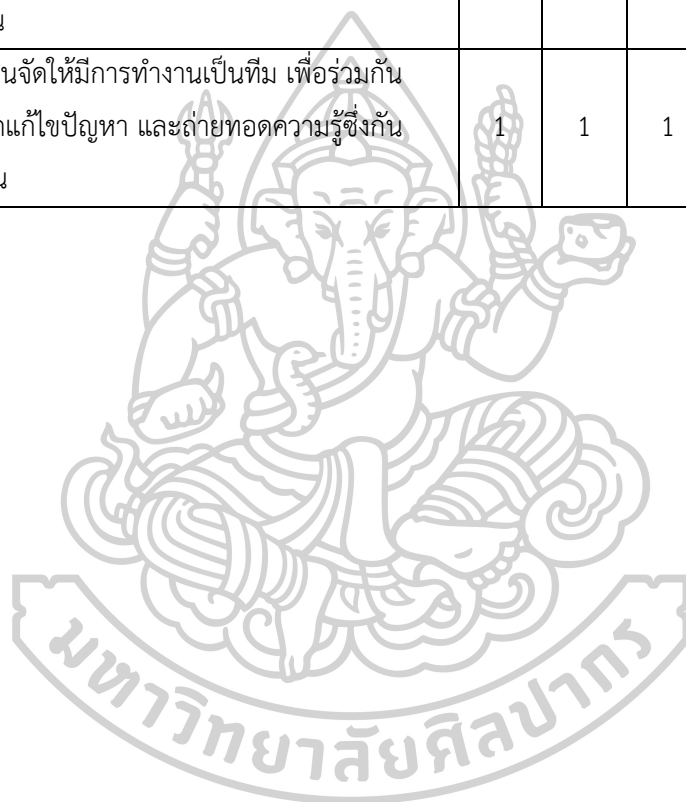 น
นจัดให้มีการทำงานเป็นทีม เพื่อร่วมกัน
แก้ไขปัญหา และถ่ายทอดความรู้ซึ่งกัน 1 1 1
น
มหาวิทยาลัยศิลปากร